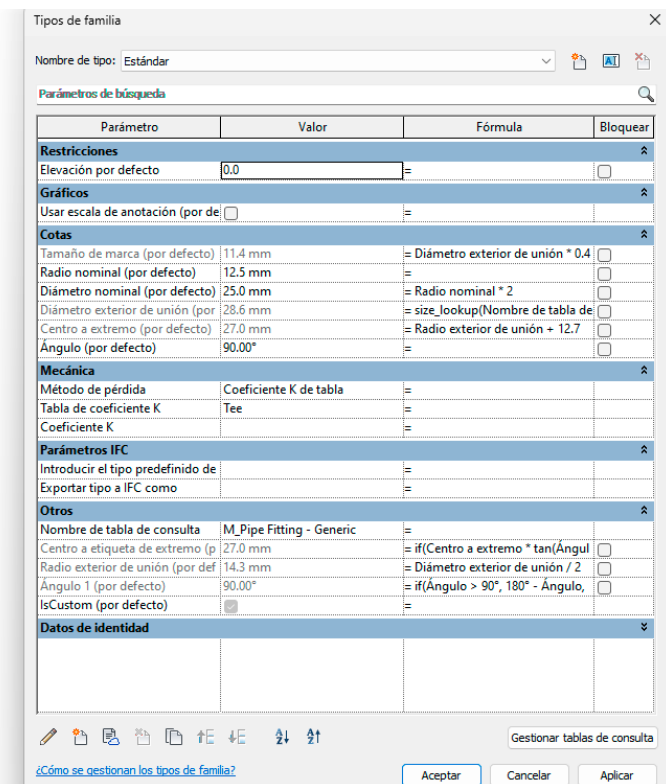 Tipos de familia
Nombre de tipo: Estándar
Parámetros de búsqueda
Parámetro Valor Fórmula Bloquear
Restricciones
Elevación por defecto 0.0 =
Gráficos
Usar escala de anotación (por de =
Cotas
Tamaño de marca (por defecto) 11.4 mm = Diámetro exterior de unión * 0.4
Radio nominal (por defecto) 12.5 mm =
Diámetro nominal (por defecto) 25.0 mm = Radio nominal * 2
Diámetro exterior de unión (por 28.6 mm = size_lookup(Nombre de tabla de
Centro a extremo (por defecto) 27.0 mm = Radio exterior de unión + 12.7
Ángulo (por defecto) 90.00° =
Mecánica
Método de pérdida Coeficiente K de tabla =
Tabla de coeficiente K Tee =
Coeficiente K =
Parámetros IFC
Introducir el tipo predefinido de =
Exportar tipo a IFC como =
Otros
Nombre de tabla de consulta M_Pipe Fitting - Generic =
Centro a etiqueta de extremo (p 27.0 mm = if(Centro a extremo * tan(Ángul
Radio exterior de unión (por def 14.3 mm = Diámetro exterior de unión / 2
Ángulo 1 (por defecto) 90.00° = if(Ángulo > 90°, 180° - Ángulo,
IsCustom (por defecto) =
Datos de identidad
Gestionar tablas de consulta
¿Cómo se gestionan los tipos de familia?
Aceptar Cancelar Aplicar